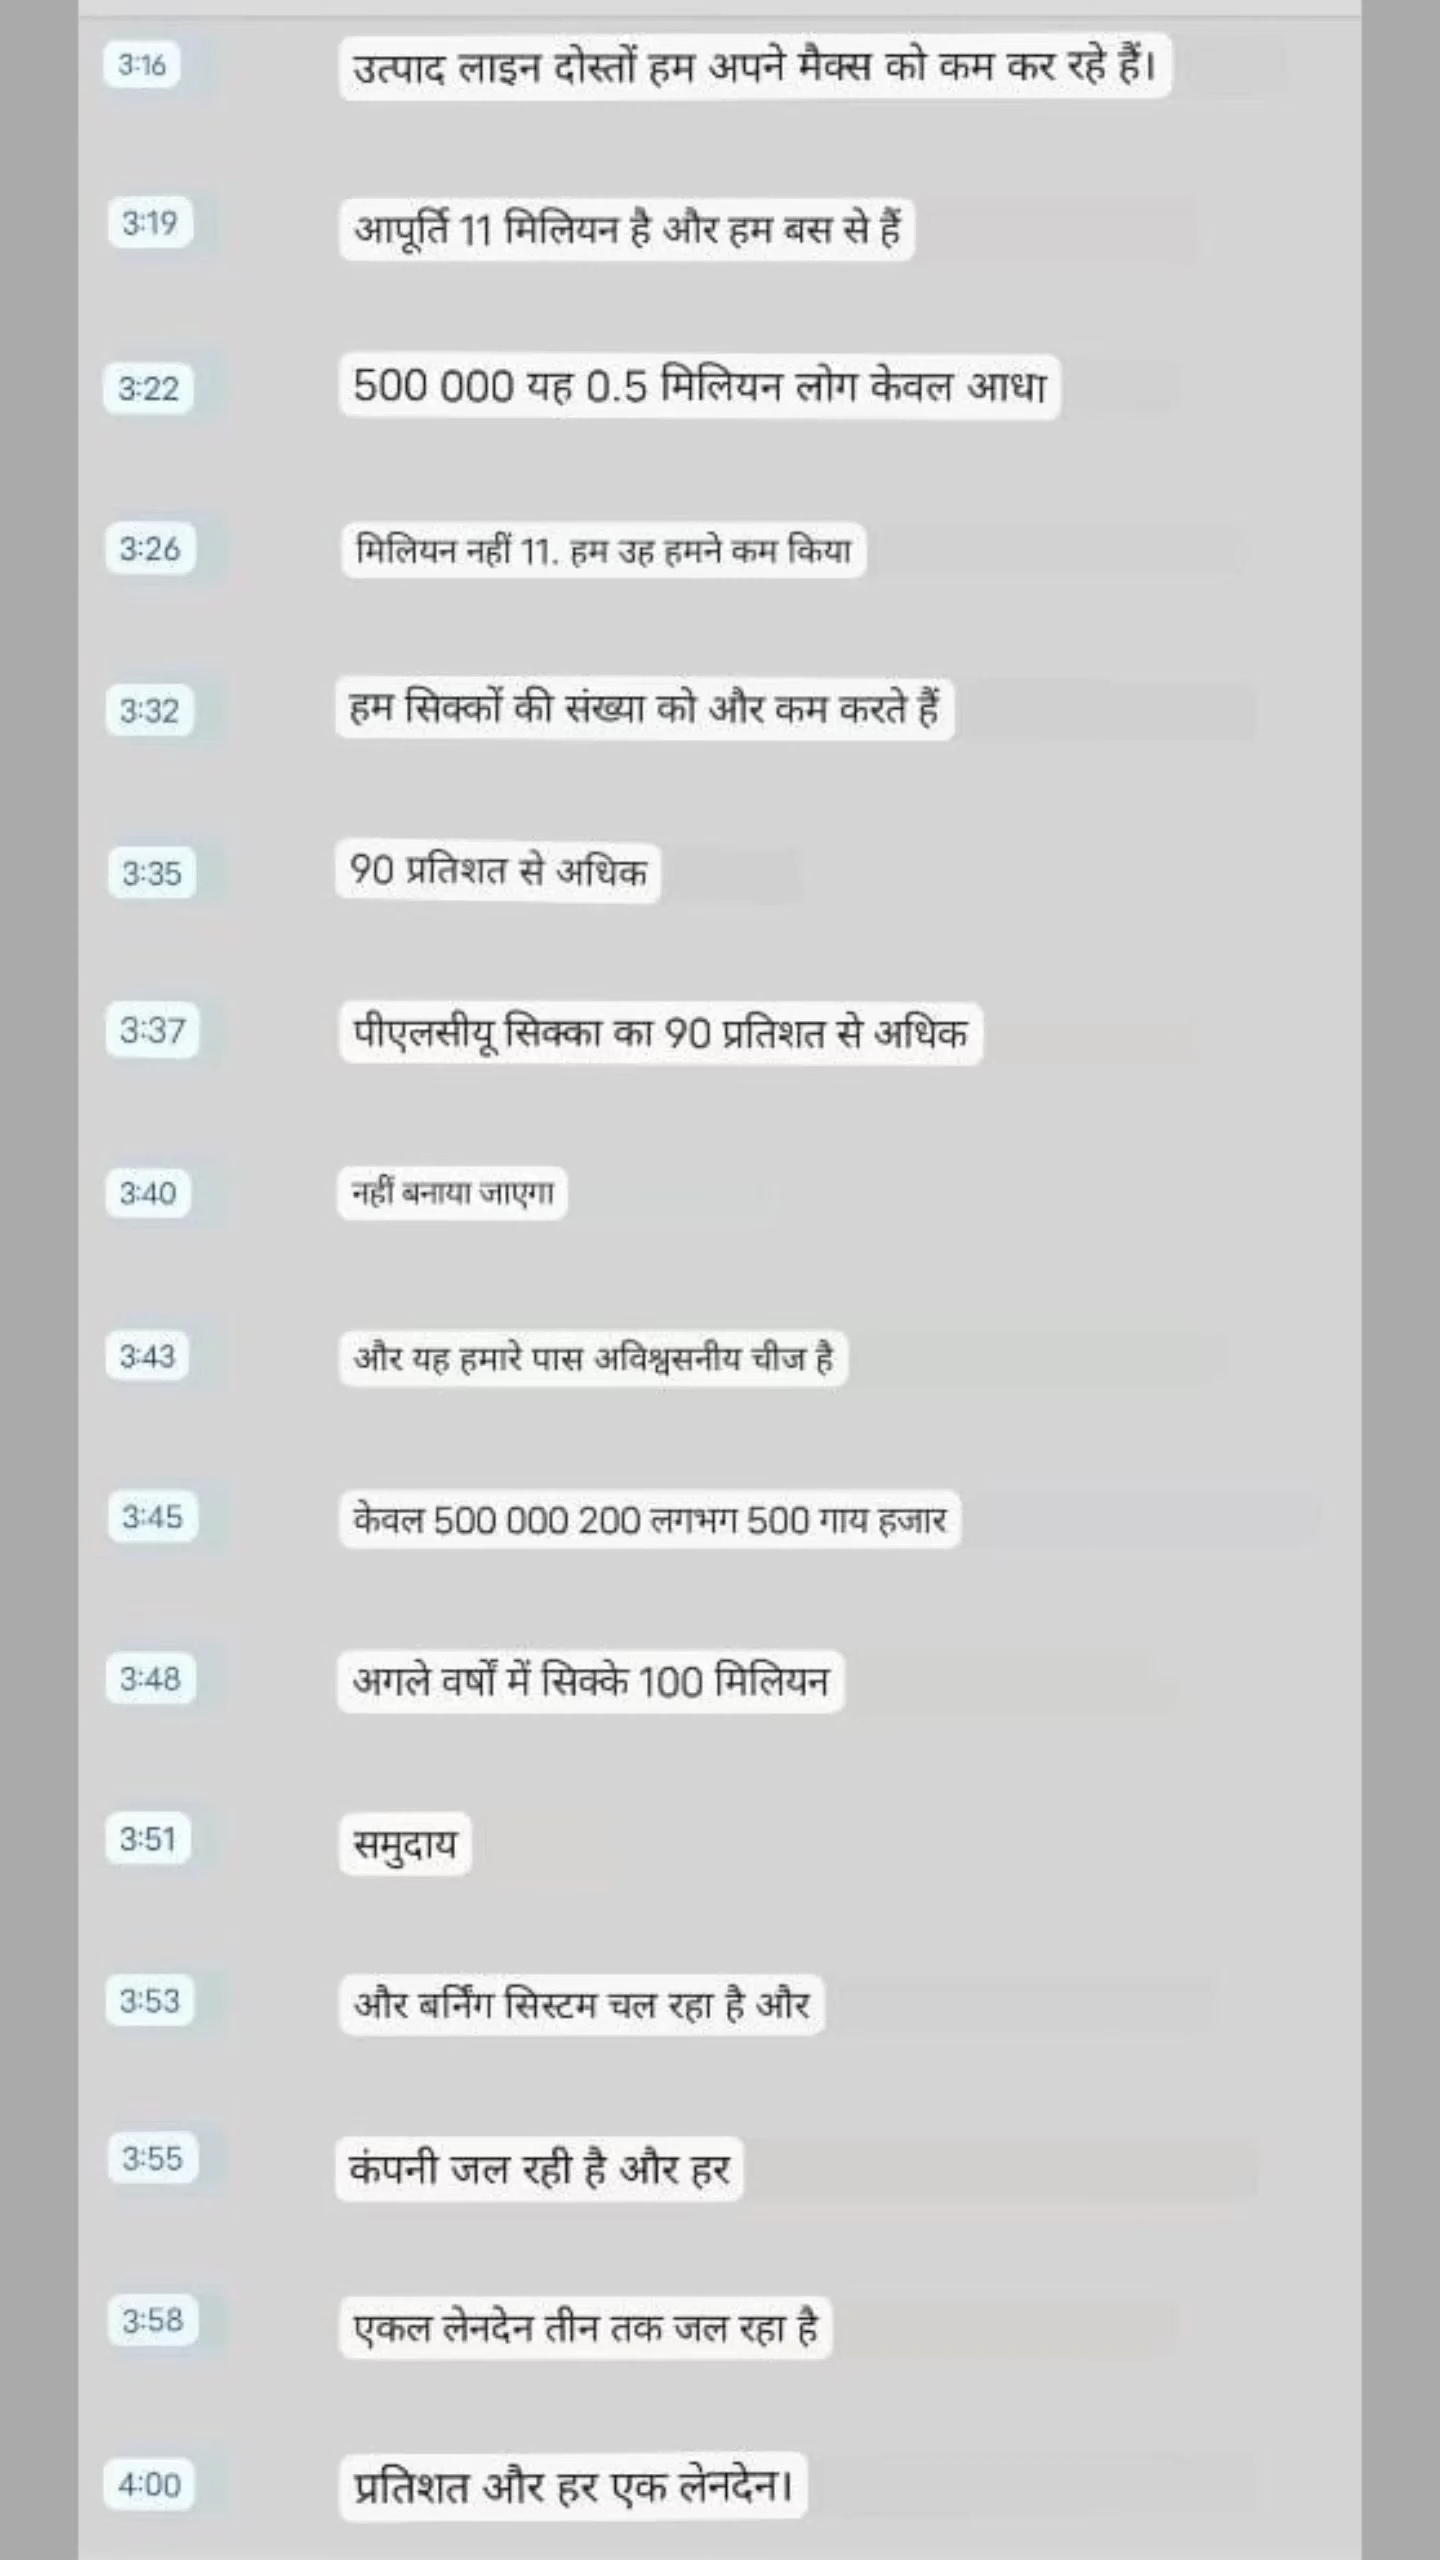 3:16 उत्पाद लाइन दोस्तों हम अपने मैक्स को कम कर रहे हैं।
3:19 आपूर्ति 11 मिलियन है और हम बस से हैं
3:22 500 000 यह 0.5 मिलियन लोग केवल आधा
3:26 मिलियन नहीं 11. हम उह हमने कम किया
3:32 हम सिक्कों की संख्या को और कम करते हैं
3:35 90 प्रतिशत से अधिक
3:37 पीएलसीयू सिक्का का 90 प्रतिशत से अधिक
3:40 नहीं बनाया जाएगा
3:43 और यह हमारे पास अविश्वसनीय चीज है
3:45 केवल 500 000 200 लगभग 500 गाय हजार
3:48 अगले वर्षों में सिक्के 100 मिलियन
3:51 समुदाय
3:53 और बर्निंग सिस्टम चल रहा है और
3:55 कंपनी जल रही है और हर
3:58 एकल लेनदेन तीन तक जल रहा है
4:00 प्रतिशत और हर एक लेनदेन।